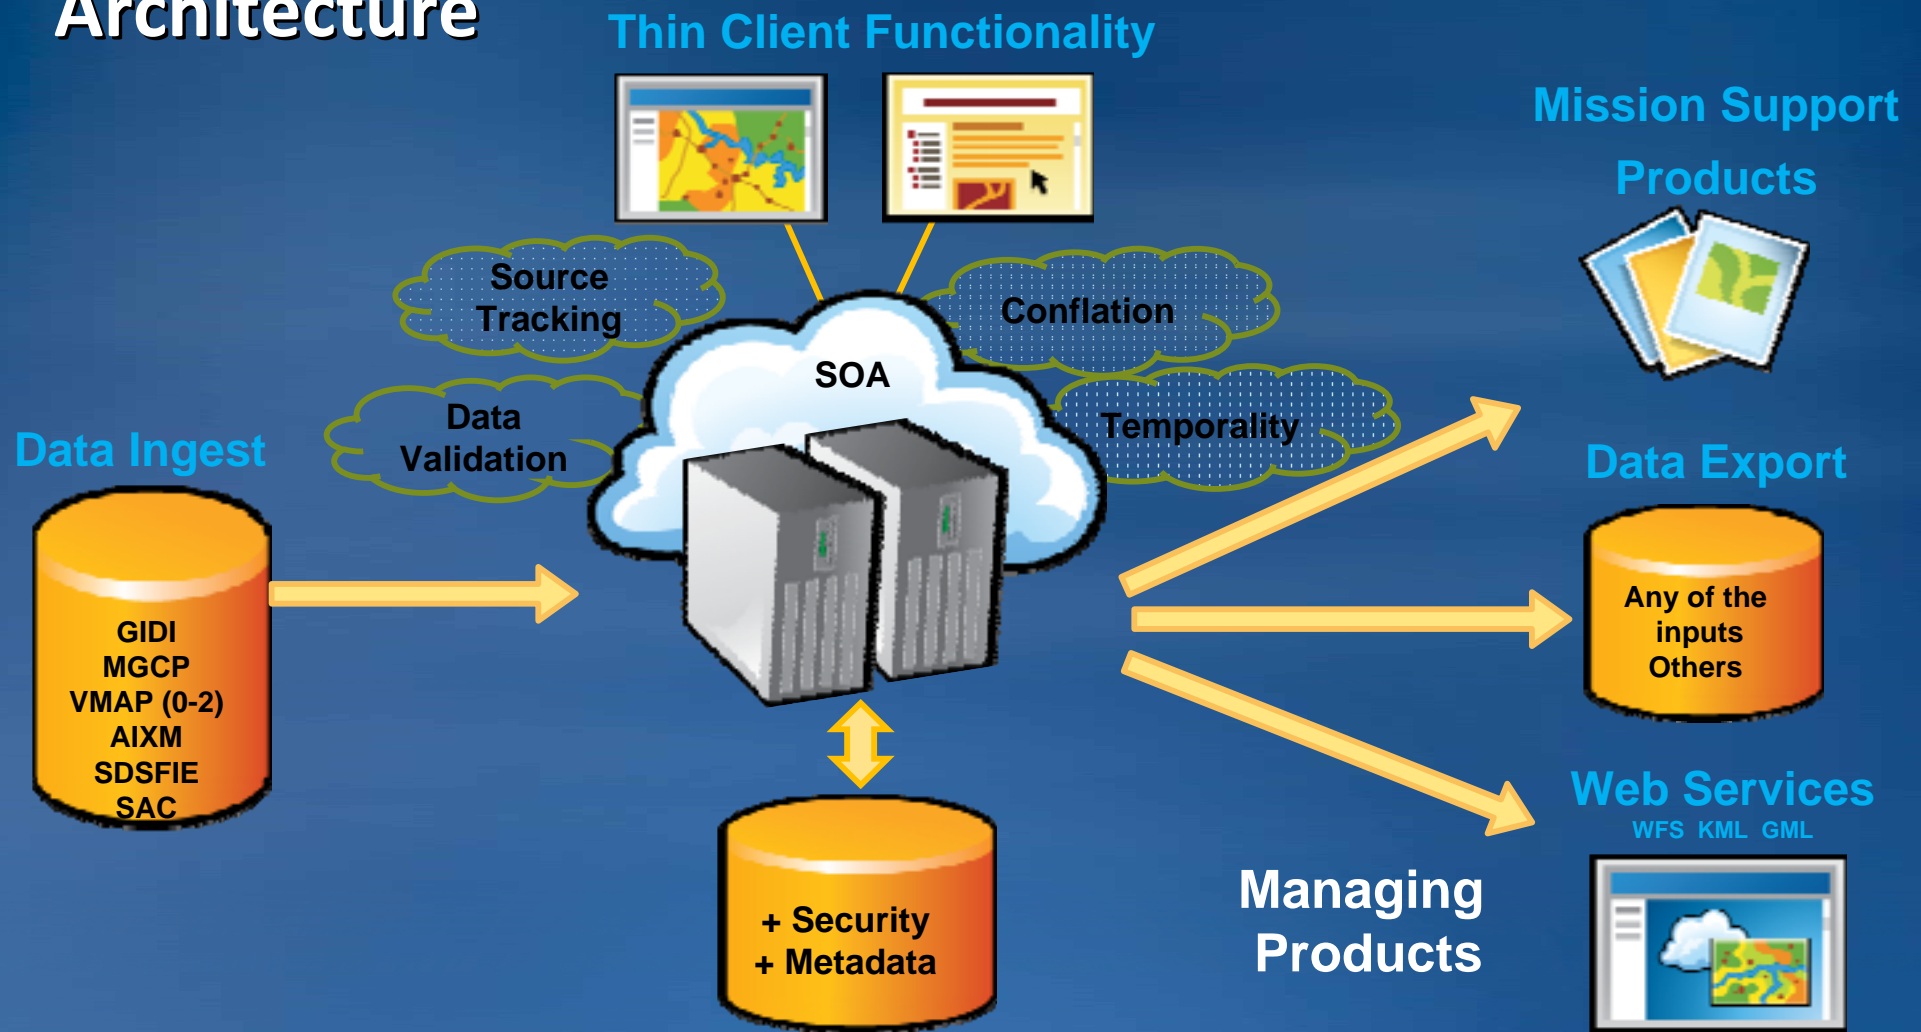 Architecture
Thin Client Functionality
Mission Support
Products
Source
Tracking
Conflation
SOA
Data
Validation
Temporality
Data Ingest
GIDI
MGCP
VMAP (0-2)
AIXM
SDSFIE
SAC
Data Export
Any of the
inputs
Others
+ Security
+ Metadata
Managing
Products
Web Services
WFS KML GML